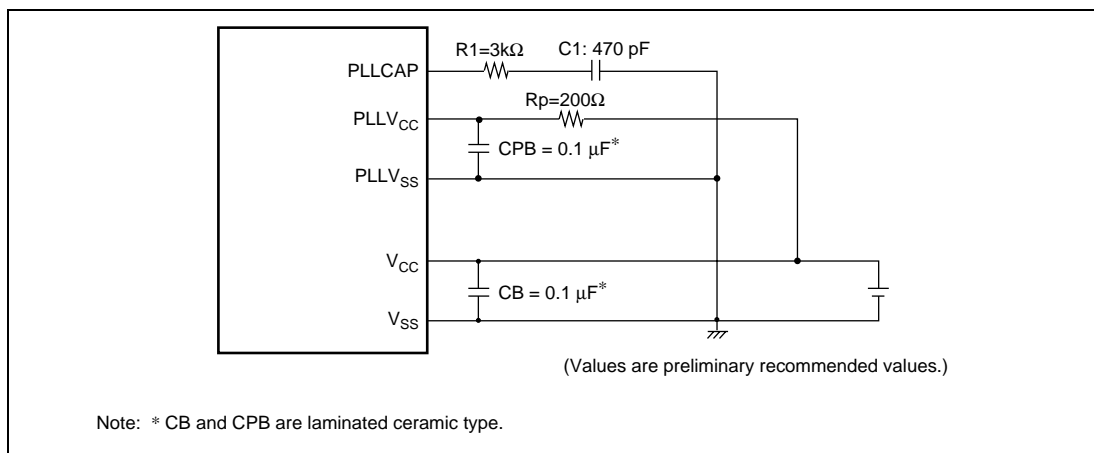 R1=3kΩ C1: 470 pF
PLLCAP
Rp=200Ω
PLLVCC
CPB = 0.1 μF*
PLLVSS
VCC
CB = 0.1 μF*
VSS
(Values are preliminary recommended values.)
Note: * CB and CPB are laminated ceramic type.